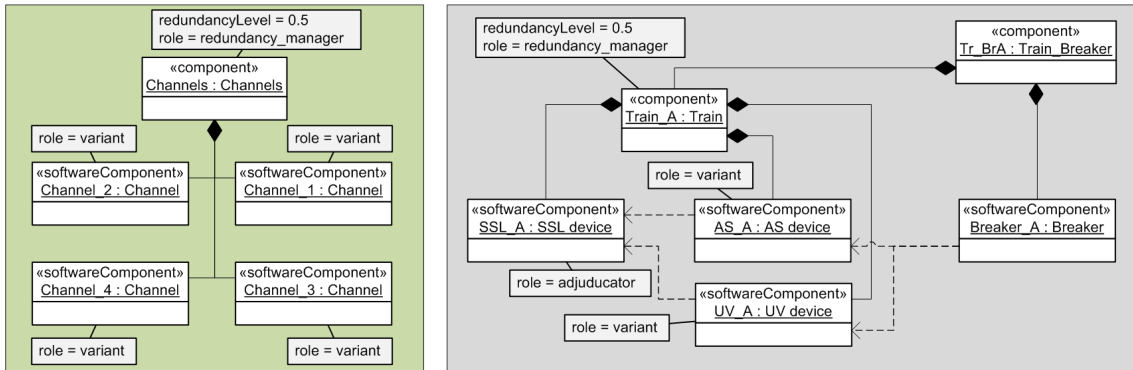 redundancyLevel = 0.5
role = redundancy_manager
«component»
Channels : Channels
role = variant
role = variant
«softwareComponent»
Channel_2 : Channel
«softwareComponent»
Channel_1 : Channel
«softwareComponent»
Channel_4 : Channel
«softwareComponent»
Channel_3 : Channel
role = variant
role = variant
redundancyLevel = 0.5
role = redundancy_manager
«component»
Tr_BrA : Train_Breaker
«component»
Train_A : Train
role = variant
«softwareComponent»
SSL_A : SSL device
«softwareComponent»
AS_A : AS device
«softwareComponent»
Breaker_A : Breaker
role = adjuducator
«softwareComponent»
UV_A : UV device
role = variant